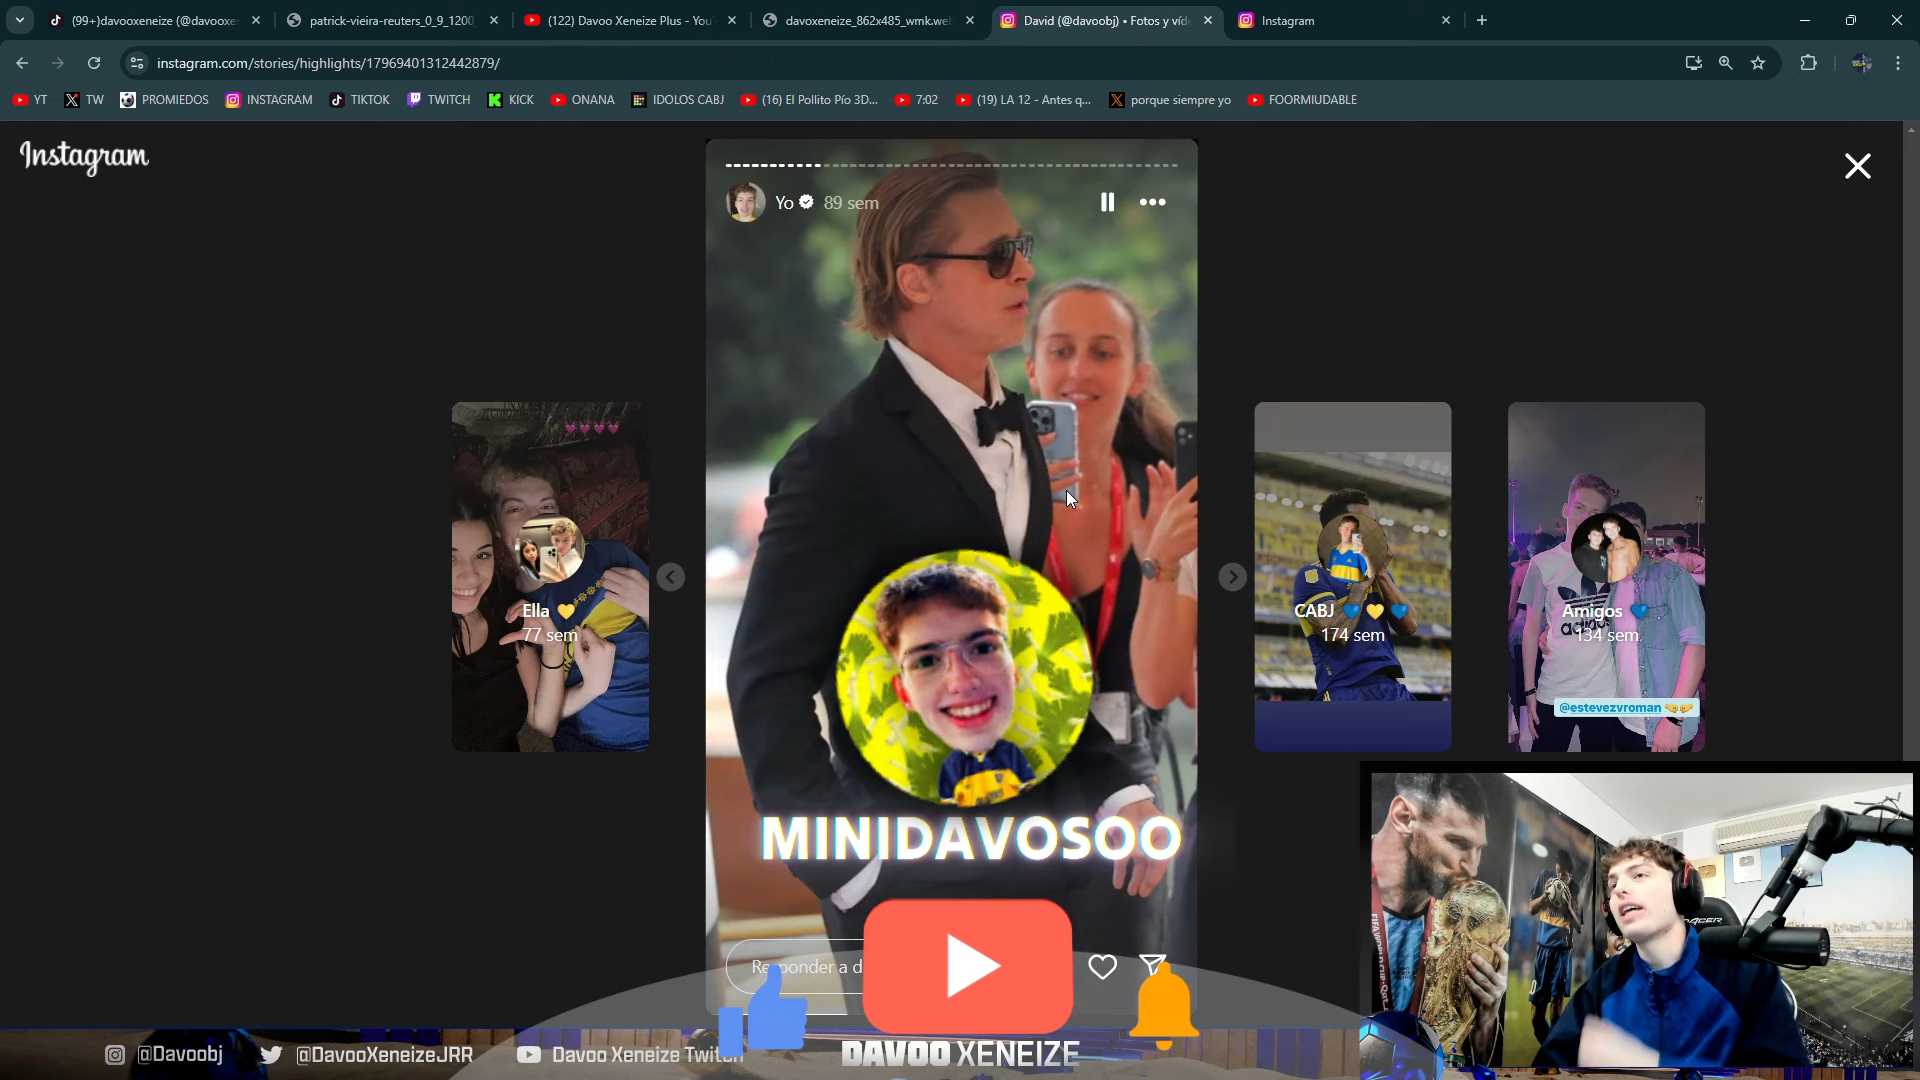 (99+)davooxeneize (@davooxe
patrick-vieira-reuters_0_9_1200
(122) Davoo Xeneize Plus - You
davoxeneize_862x485_wmk.we
David (@davoobj) • Fotos y víd
Instagram
instagram.com/stories/highlights/17969401312442879/
YT
TW
PROMIEDOS
INSTAGRAM
TIKTOK
TWITCH
KICK
ONANA
IDOLOS CABJ
(16) El Pollito Pío 3D...
7:02
(19) LA 12 - Antes q...
porque siempre yo
FOORMIUDABLE
Instagram
Yo 89 sem
Ella 💛
77 sem
CABJ 💙💛💙
174 sem
Amigos 💙
134 sem
adidas
@estevezvroman 🤜🤛
MINIDAVOSOO
Responder a d
@Davoobj
@DavooXeneizeJRR
Davoo Xeneize Twitch
DAVOO XENEIZE